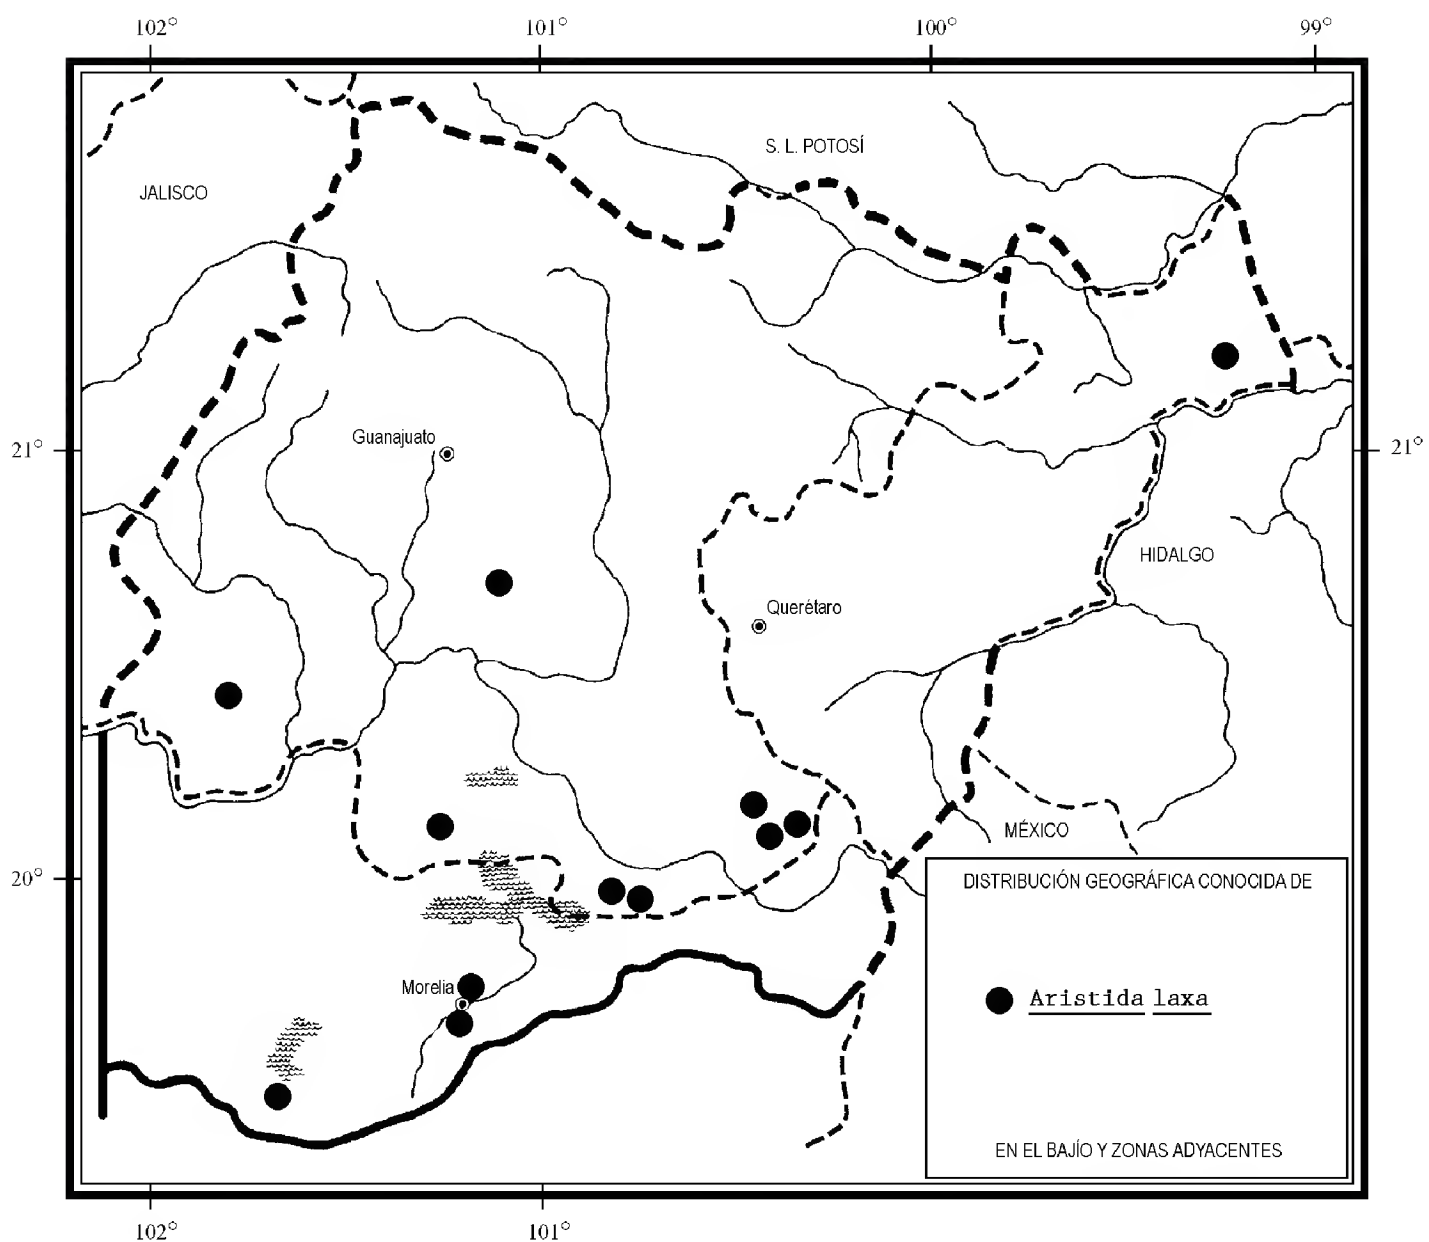 102° 101° 100° 99°
S. L. POTOSÍ
JALISCO
Guanajuato
21° 21°
HIDALGO
Querétaro
MÉXICO
20°
DISTRIBUCIÓN GEOGRÁFICA CONOCIDA DE
Morelia
Aristida laxa
EN EL BAJÍO Y ZONAS ADYACENTES
102° 101°